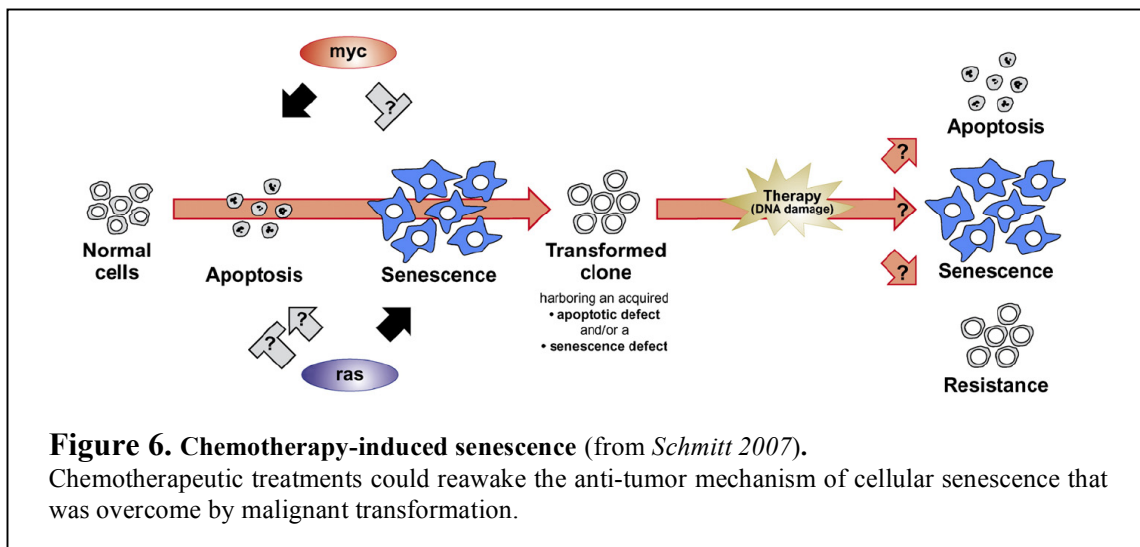 myc
?
Normal
cells
Apoptosis
Senescence
?
?
ras
Transformed
clone
harboring an acquired
• apoptotic defect
and/or a
• senescence defect
Therapy
(DNA damage)
?
?
?
Apoptosis
Senescence
Resistance
Figure 6. Chemotherapy-induced senescence (from Schmitt 2007).
Chemotherapeutic treatments could reawake the anti-tumor mechanism of cellular senescence that
was overcome by malignant transformation.